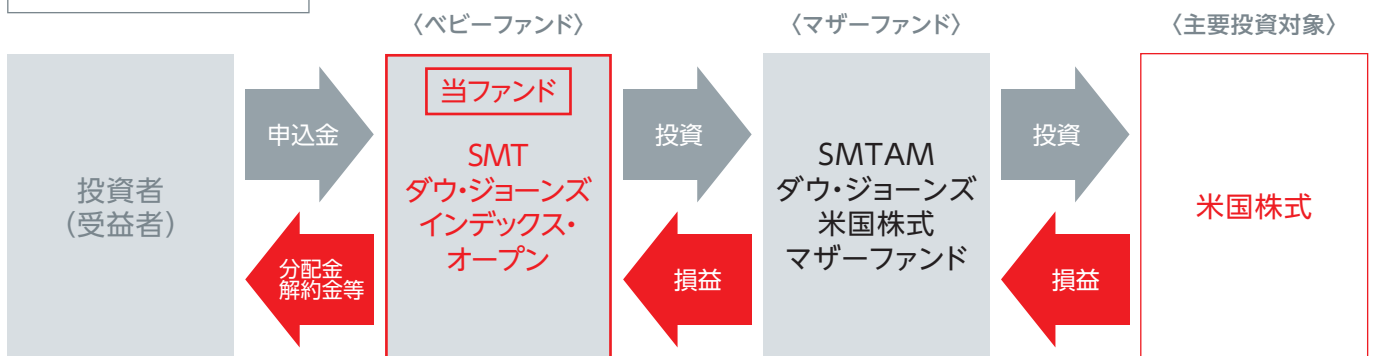 〈ベビーファンド〉
〈マザーファンド〉
〈主要投資対象〉
投資者
(受益者)
申込金
分配金
解約金等
当ファンド
SMT
ダウ・ジョーンズ
インデックス・
オープン
投資
損益
SMTAM
ダウ・ジョーンズ
米国株式
マザーファンド
投資
損益
米国株式